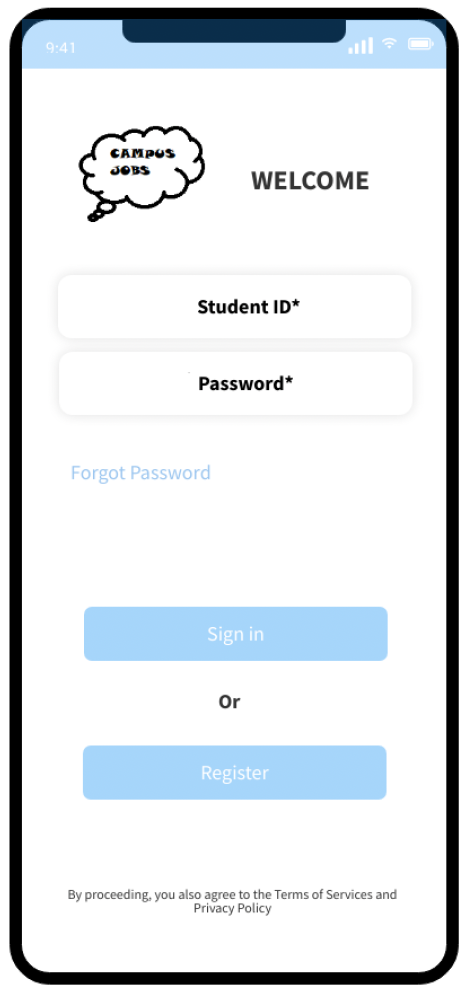 9:41
CAMPUS
JOBS
WELCOME
Student ID*
Password*
Forgot Password
Sign in
Or
Register
By proceeding, you also agree to the Terms of Services and
Privacy Policy